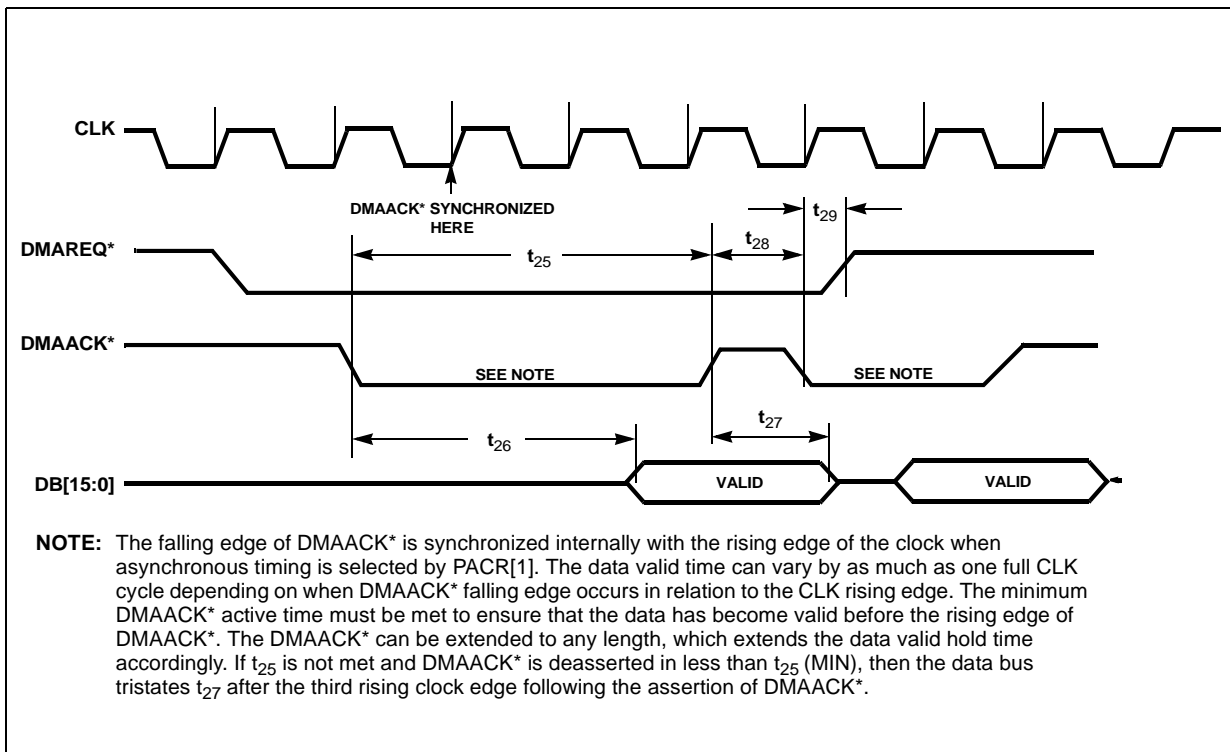 CLK
DMAACK* SYNCHRONIZED
HERE
t29
DMAREQ*
t25
t28
DMAACK*
SEE NOTE
SEE NOTE
t26
t27
DB[15:0]
VALID
VALID
NOTE: The falling edge of DMAACK* is synchronized internally with the rising edge of the clock when
asynchronous timing is selected by PACR[1]. The data valid time can vary by as much as one full CLK
cycle depending on when DMAACK* falling edge occurs in relation to the CLK rising edge. The minimum
DMAACK* active time must be met to ensure that the data has become valid before the rising edge of
DMAACK*. The DMAACK* can be extended to any length, which extends the data valid hold time
accordingly. If t25 is not met and DMAACK* is deasserted in less than t25 (MIN), then the data bus
tristates t27 after the third rising clock edge following the assertion of DMAACK*.